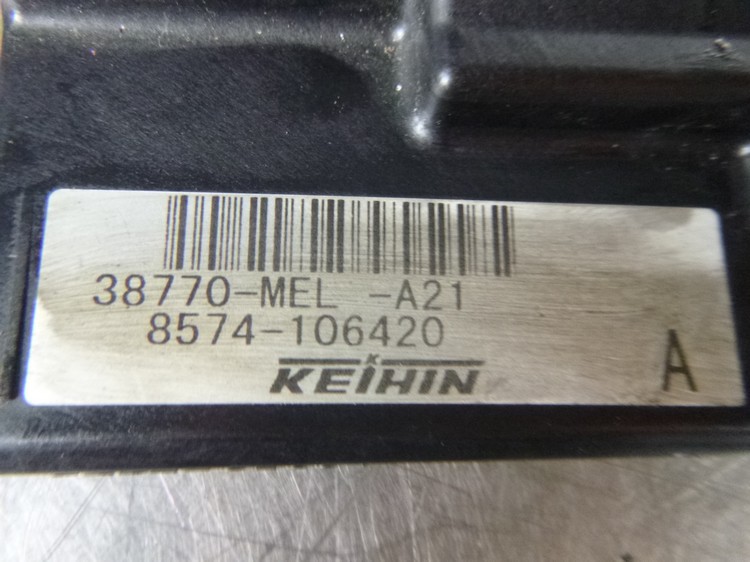 38770-MEL -A21
8574-106420
K
KEIHIN
A